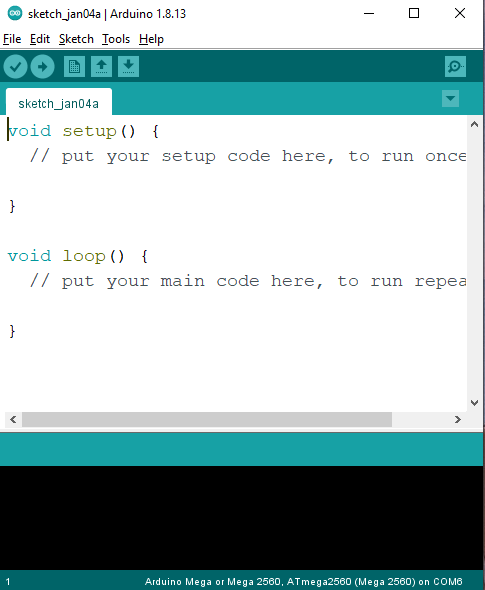 sketch_jan04a | Arduino 1.8.13
File Edit Sketch Tools Help
sketch_jan04a
void setup() {
  // put your setup code here, to run once
}
void loop() {
  // put your main code here, to run repea
}
1 Arduino Mega or Mega 2560, ATmega2560 (Mega 2560) on COM6